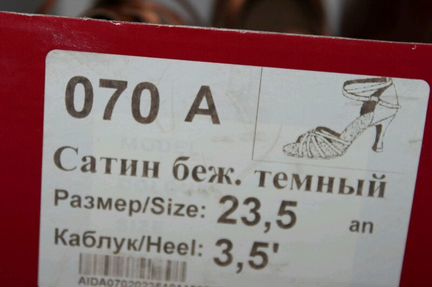 070 A
Сатин беж. темный
Размер/Size: 23,5 an
Каблук/Heel: 3,5'